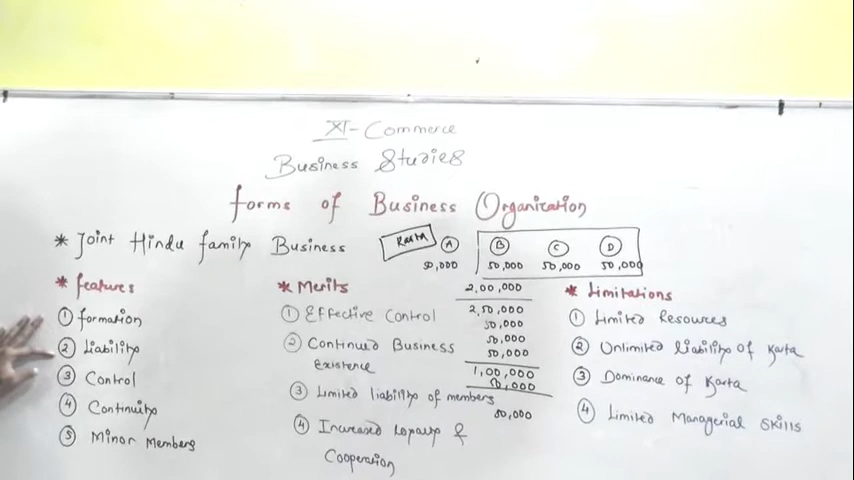 XI-Commerce
Business Studies
forms of Business Organization
* Joint Hindu family Business
Karta A B C D
50,000 50,000 50,000 50,000
* features
① formation
② Liability
③ Control
④ Continuity
⑤ Minor Members
* Merits
① Effective Control
② Continued Business
Existence
③ Limited liability of members
④ Increased Loyalty &
Cooperation
2,00,000
2,50,000
50,000
50,000
50,000
1,00,000
50,000
* Limitations
① Limited Resources
② Unlimited liability of Karta
③ Dominance of Karta
④ Limited Managerial Skills